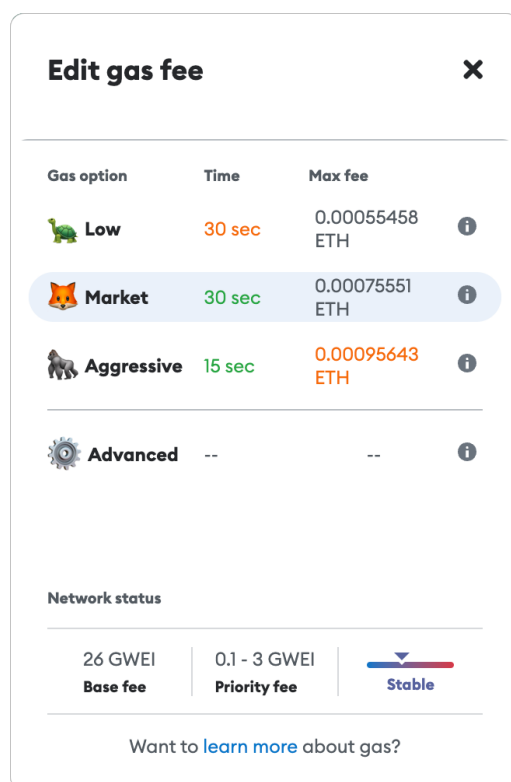 Edit gas fee
Gas option Time Max fee
Low 30 sec 0.00055458
ETH
Market 30 sec 0.00075551
ETH
Aggressive 15 sec 0.00095643
ETH
Advanced -- --
Network status
26 GWEI 0.1 - 3 GWEI
Base fee Priority fee Stable
Want to learn more about gas?